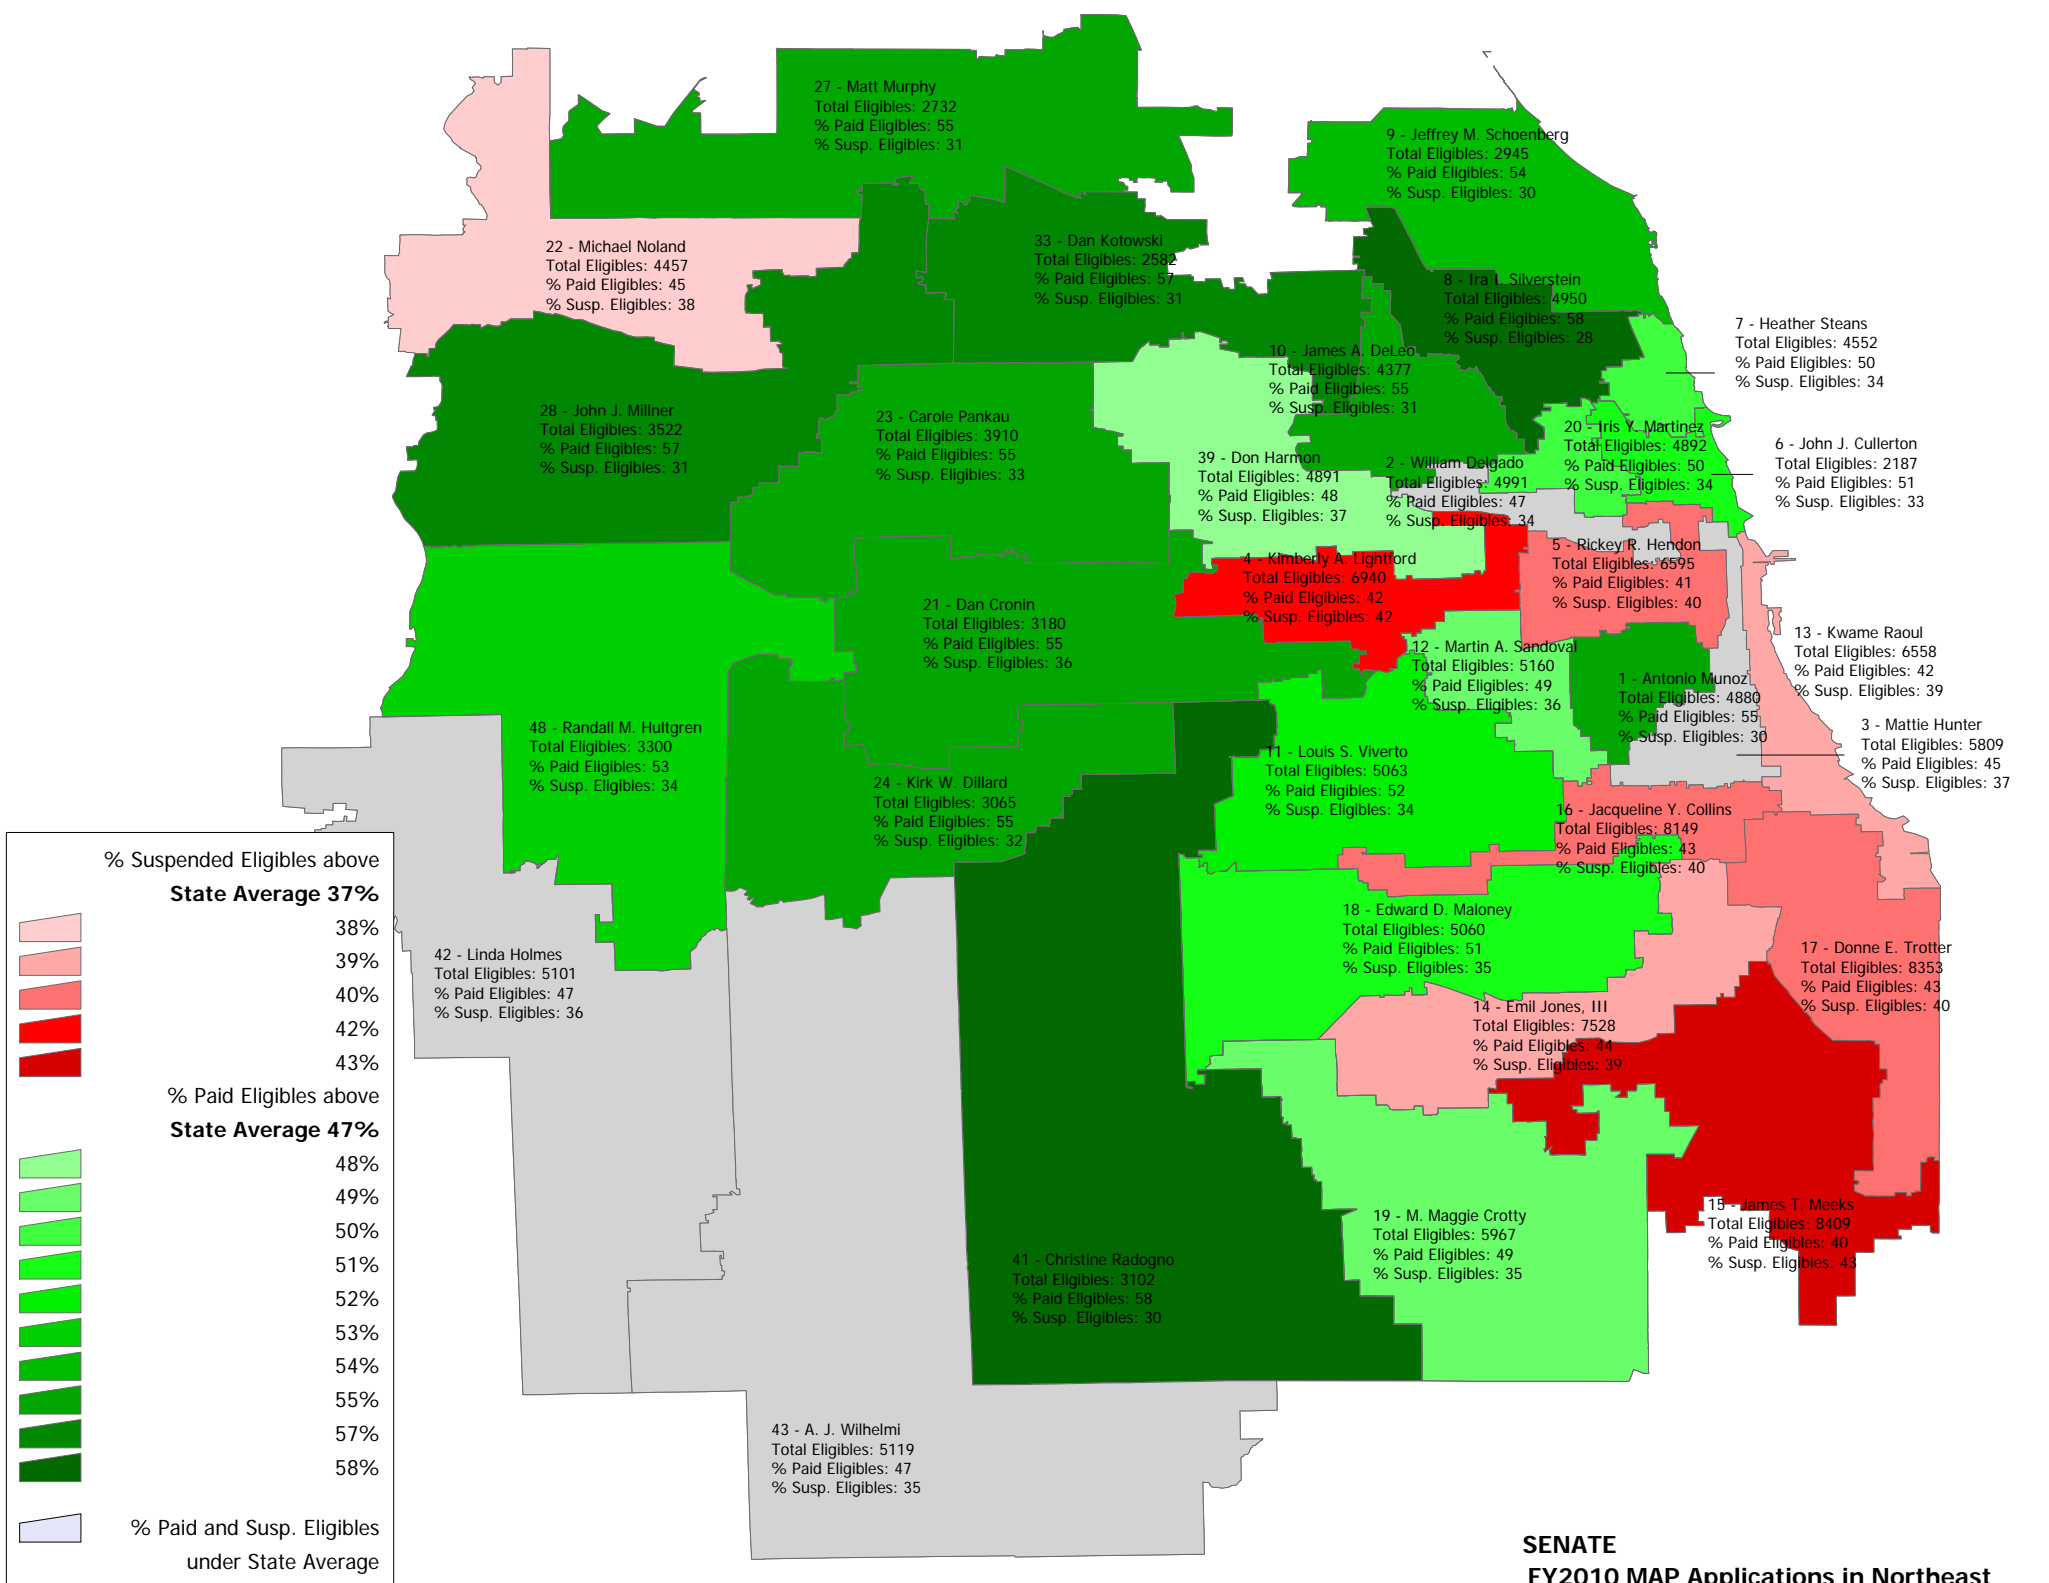 27 - Matt Murphy
Total Eligibles: 2732
% Paid Eligibles: 55
% Susp. Eligibles: 31
9 - Jeffrey M. Schoenberg
Total Eligibles: 2945
% Paid Eligibles: 54
% Susp. Eligibles: 30
22 - Michael Noland
Total Eligibles: 4457
% Paid Eligibles: 45
% Susp. Eligibles: 38
33 - Dan Kotowski
Total Eligibles: 2582
% Paid Eligibles: 57
% Susp. Eligibles: 31
8 - Ira I. Silverstein
Total Eligibles: 4950
% Paid Eligibles: 58
% Susp. Eligibles: 28
7 - Heather Steans
Total Eligibles: 4552
% Paid Eligibles: 50
% Susp. Eligibles: 34
10 - James A. DeLeo
Total Eligibles: 4377
% Paid Eligibles: 55
% Susp. Eligibles: 31
28 - John J. Millner
Total Eligibles: 3522
% Paid Eligibles: 57
% Susp. Eligibles: 31
23 - Carole Pankau
Total Eligibles: 3910
% Paid Eligibles: 55
% Susp. Eligibles: 33
20 - Iris Y. Martinez
Total Eligibles: 4892
% Paid Eligibles: 50
% Susp. Eligibles: 34
6 - John J. Cullerton
Total Eligibles: 2187
% Paid Eligibles: 51
% Susp. Eligibles: 33
39 - Don Harmon
Total Eligibles: 4891
% Paid Eligibles: 48
% Susp. Eligibles: 37
2 - William Delgado
Total Eligibles: 4991
% Paid Eligibles: 47
% Susp. Eligibles: 34
4 - Kimberly A. Lightford
Total Eligibles: 6940
% Paid Eligibles: 42
% Susp. Eligibles: 42
5 - Rickey R. Hendon
Total Eligibles: 6595
% Paid Eligibles: 41
% Susp. Eligibles: 40
21 - Dan Cronin
Total Eligibles: 3180
% Paid Eligibles: 55
% Susp. Eligibles: 36
12 - Martin A. Sandoval
Total Eligibles: 5160
% Paid Eligibles: 49
% Susp. Eligibles: 36
13 - Kwame Raoul
Total Eligibles: 6558
% Paid Eligibles: 42
% Susp. Eligibles: 39
1 - Antonio Munoz
Total Eligibles: 4880
% Paid Eligibles: 55
% Susp. Eligibles: 30
3 - Mattie Hunter
Total Eligibles: 5809
% Paid Eligibles: 45
% Susp. Eligibles: 37
48 - Randall M. Hultgren
Total Eligibles: 3300
% Paid Eligibles: 53
% Susp. Eligibles: 34
11 - Louis S. Viverto
Total Eligibles: 5063
% Paid Eligibles: 52
% Susp. Eligibles: 34
24 - Kirk W. Dillard
Total Eligibles: 3065
% Paid Eligibles: 55
% Susp. Eligibles: 32
16 - Jacqueline Y. Collins
Total Eligibles: 8149
% Paid Eligibles: 43
% Susp. Eligibles: 40
18 - Edward D. Maloney
Total Eligibles: 5060
% Paid Eligibles: 51
% Susp. Eligibles: 35
42 - Linda Holmes
Total Eligibles: 5101
% Paid Eligibles: 47
% Susp. Eligibles: 36
17 - Donne E. Trotter
Total Eligibles: 8353
% Paid Eligibles: 43
% Susp. Eligibles: 40
14 - Emil Jones, III
Total Eligibles: 7528
% Paid Eligibles: 44
% Susp. Eligibles: 39
19 - M. Maggie Crotty
Total Eligibles: 5967
% Paid Eligibles: 49
% Susp. Eligibles: 35
15 - James T. Meeks
Total Eligibles: 8409
% Paid Eligibles: 40
% Susp. Eligibles: 43
41 - Christine Radogno
Total Eligibles: 3102
% Paid Eligibles: 58
% Susp. Eligibles: 30
43 - A. J. Wilhelmi
Total Eligibles: 5119
% Paid Eligibles: 47
% Susp. Eligibles: 35
% Suspended Eligibles above
State Average 37%
38%
39%
40%
42%
43%
% Paid Eligibles above
State Average 47%
48%
49%
50%
51%
52%
53%
54%
55%
57%
58%
% Paid and Susp. Eligibles
under State Average
SENATE
FY2010 MAP Applications in Northeast